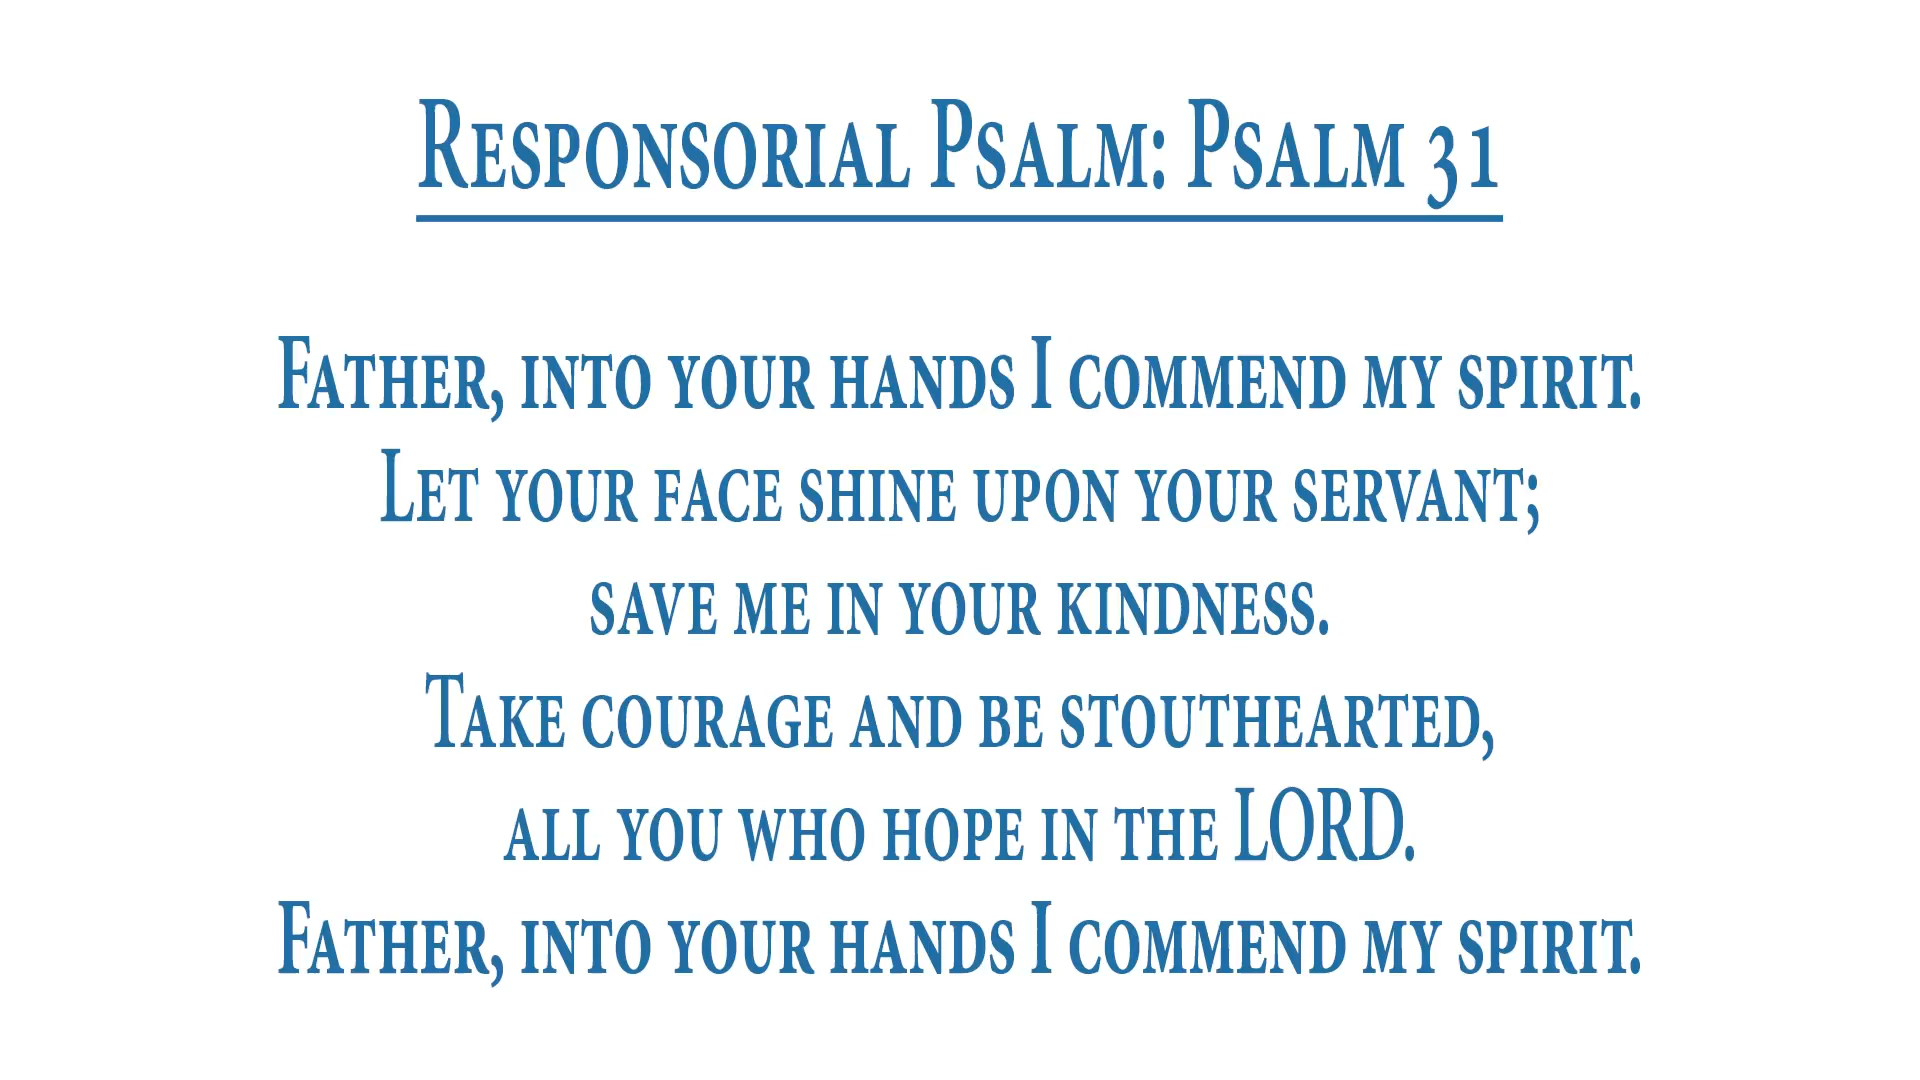 Responsorial Psalm: Psalm 31
Father, into your hands I commend my spirit.
Let your face shine upon your servant;
save me in your kindness.
Take courage and be stouthearted,
all you who hope in the LORD.
Father, into your hands I commend my spirit.